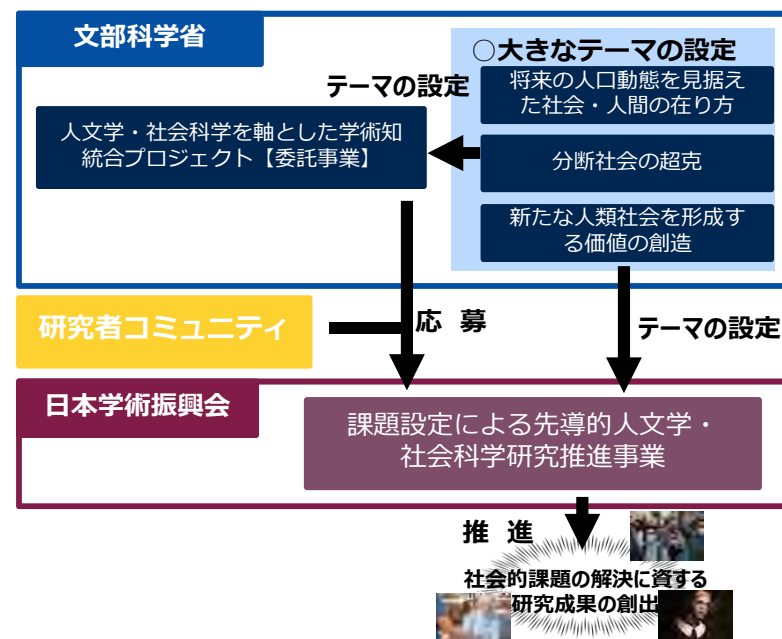 文部科学省
○大きなテーマの設定
テーマの設定
将来の人口動態を見据え
た社会・人間の在り方
人文学・社会科学を軸とした学術知
統合プロジェクト【委託事業】
分断社会の超克
新たな人類社会を形成す
る価値の創造
研究者コミュニティ
応 募
テーマの設定
日本学術振興会
課題設定による先導的人文学・
社会科学研究推進事業
推 進
社会的課題の解決に資する
研究成果の創出